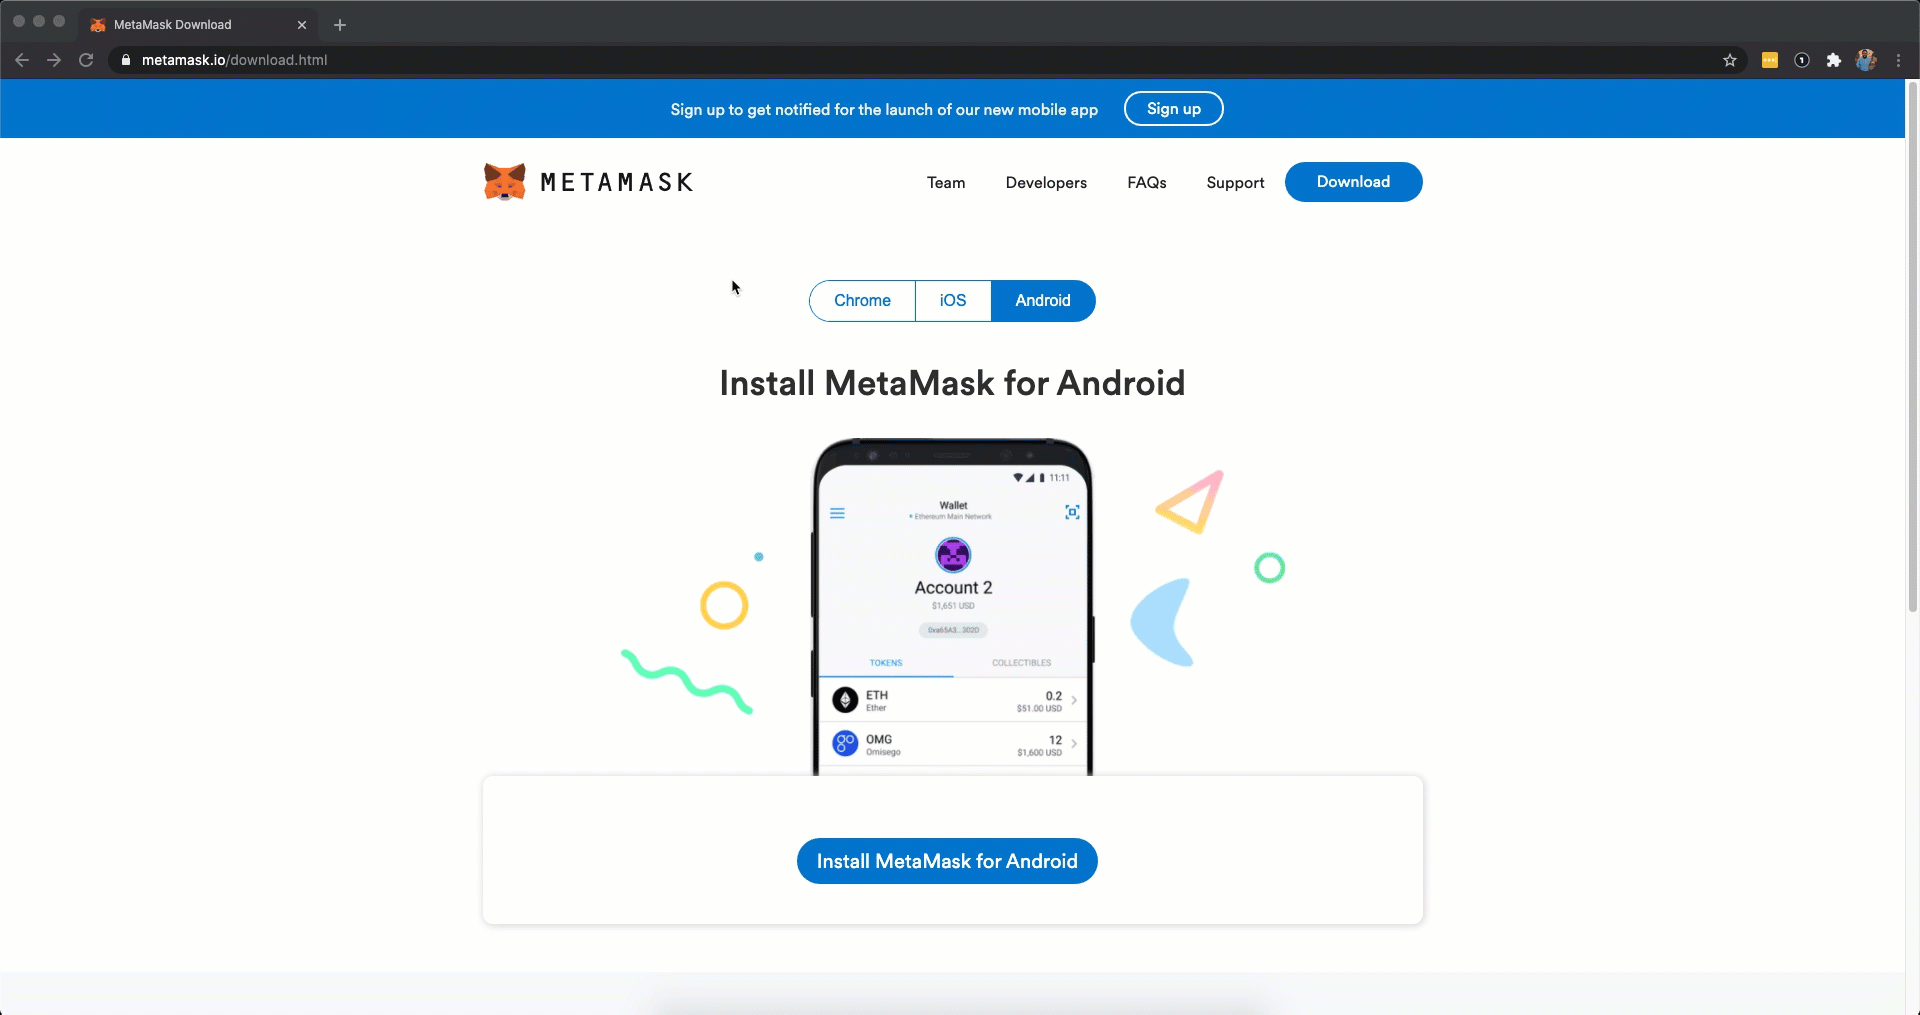 MetaMask Download
metamask.io/download.html
Sign up to get notified for the launch of our new mobile app
Sign up
METAMASK
Team
Developers
FAQs
Support
Download
Chrome
iOS
Android
Install MetaMask for Android
11:11
Wallet
Ethereum Main Network
Account 2
$1,651 USD
0xa65A3...302D
TOKENS
COLLECTIBLES
ETH
0.2
Ether
$51.00 USD
OMG
12
Omisego
$1,600 USD
Install MetaMask for Android